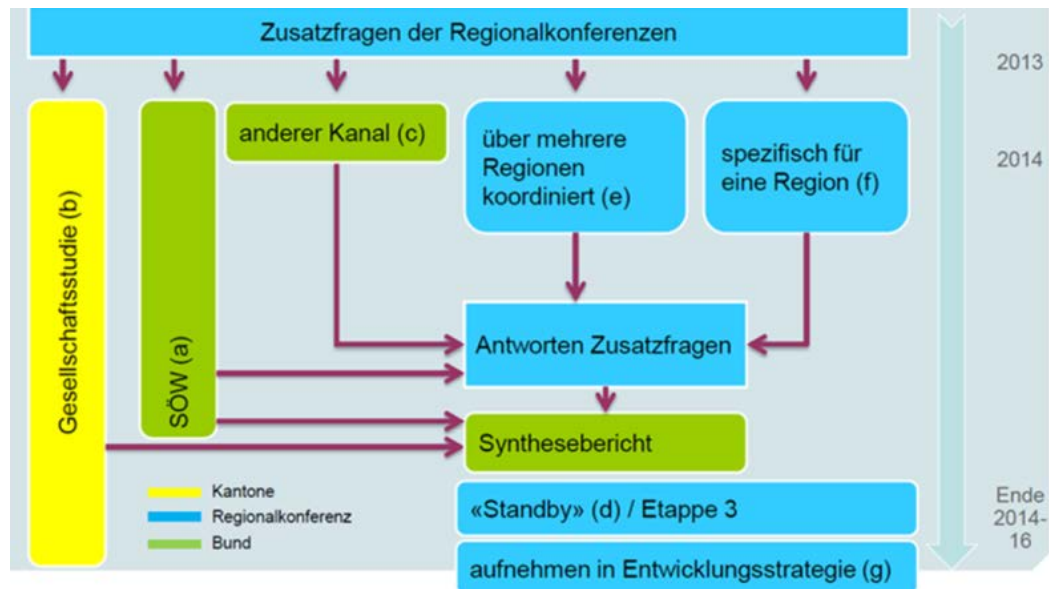 Zusatzfragen der Regionalkonferenzen
2013
anderer Kanal (c)
über mehrere
Regionen
koordiniert (e)
spezifisch für
eine Region (f)
2014
Gesellschaftsstudie (b)
SÖW (a)
Antworten Zusatzfragen
Synthesebericht
Kantone
Regionalkonferenz
Bund
«Standby» (d) / Etappe 3
Ende
2014-
16
aufnehmen in Entwicklungsstrategie (g)